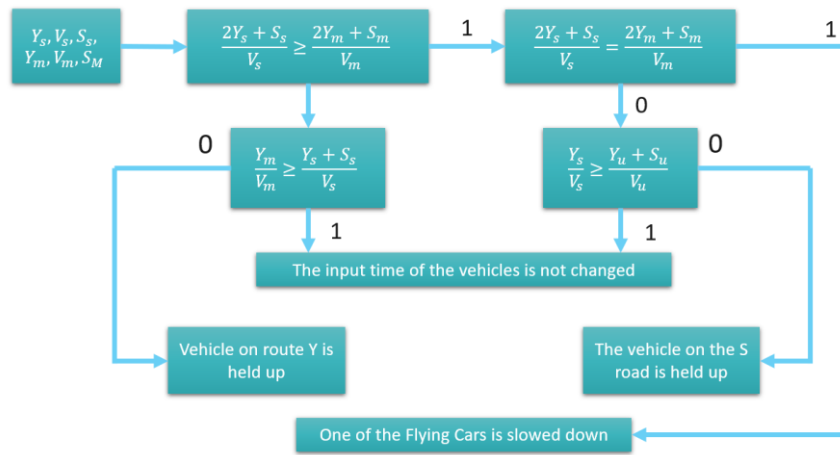 Y_s, V_s, S_s,
Y_m, V_m, S_M
(2Y_s + S_s)/V_s ≥ (2Y_m + S_m)/V_m
1
(2Y_s + S_s)/V_s = (2Y_m + S_m)/V_m
1
0
0
Y_m/V_m ≥ (Y_s + S_s)/V_s
Y_s/V_s ≥ (Y_u + S_u)/V_u
0
1
1
The input time of the vehicles is not changed
Vehicle on route Y is
held up
The vehicle on the S
road is held up
One of the Flying Cars is slowed down